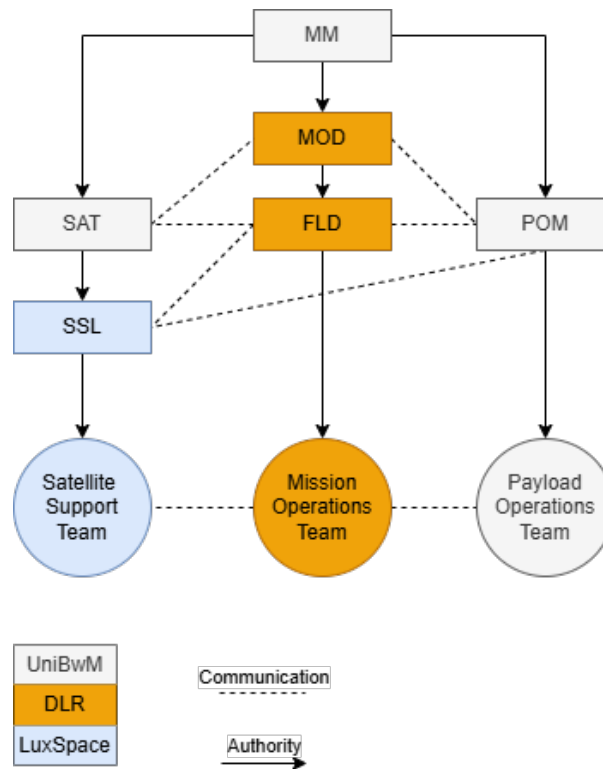 MM
MOD
SAT
FLD
POM
SSL
Satellite
Support
Team
Mission
Operations
Team
Payload
Operations
Team
UniBwM
DLR
LuxSpace
Communication
Authority